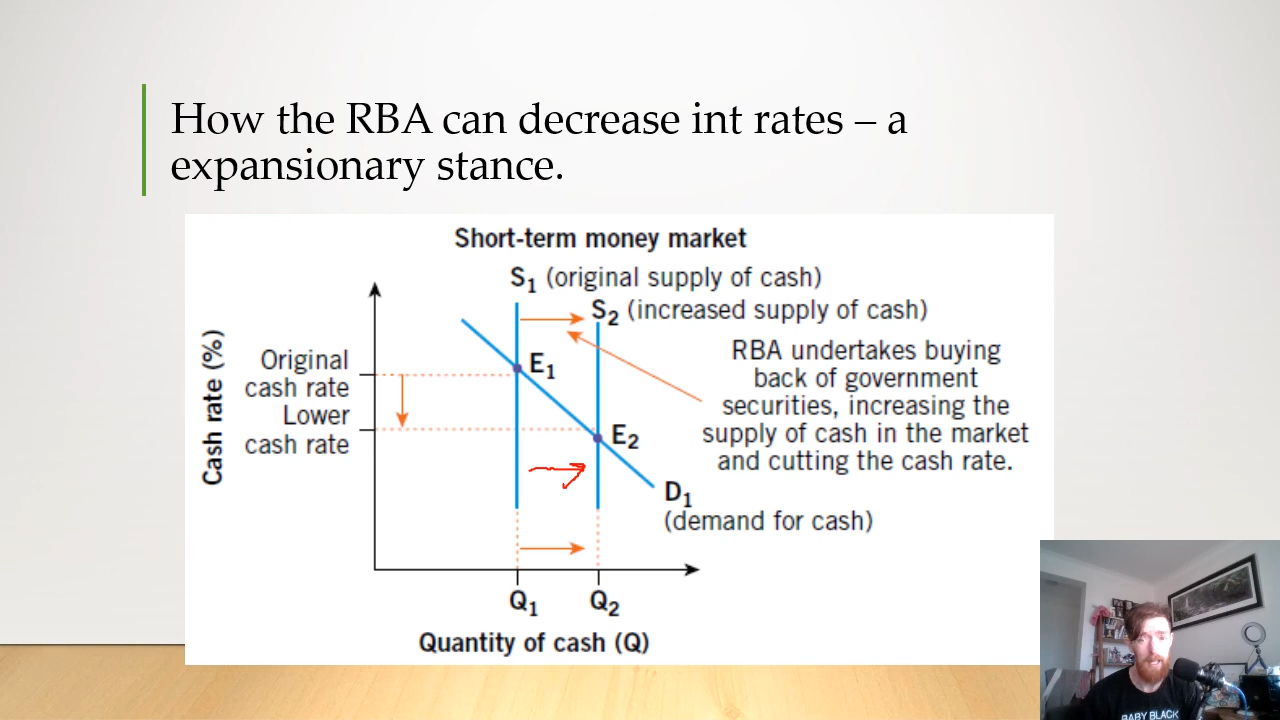 How the RBA can decrease int rates – a
expansionary stance.
Short-term money market
S₁ (original supply of cash)
S₂ (increased supply of cash)
Cash rate (%)
Original
cash rate
Lower
cash rate
E₁
E₂
RBA undertakes buying
back of government
securities, increasing the
supply of cash in the market
and cutting the cash rate.
D₁
(demand for cash)
Q₁
Q₂
Quantity of cash (Q)
BABY BLACK